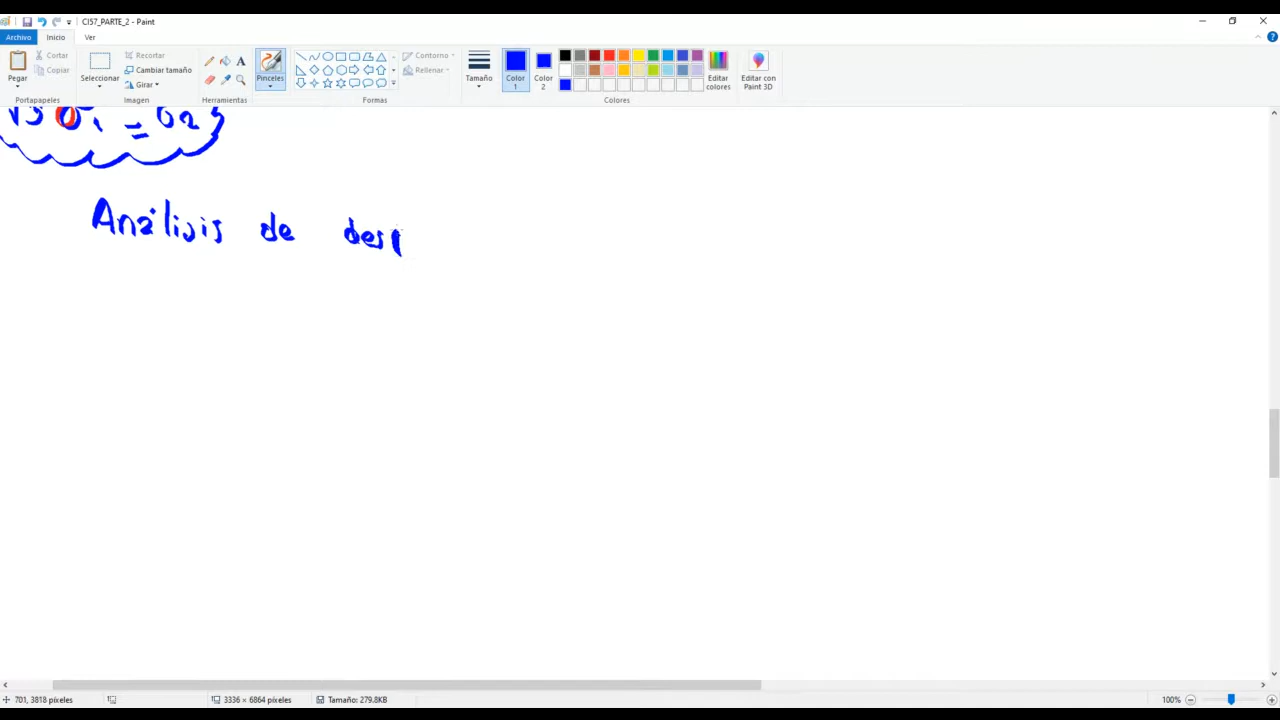 CI57_PARTE_2 - Paint
Archivo Inicio Ver
Pegar
Cortar
Copiar
Portapapeles
Seleccionar
Recortar
Cambiar tamaño
Girar
Imagen
Herramientas
Pinceles
Contorno
Rellenar
Formas
Tamaño
Color 1
Color 2
Editar colores
Editar con Paint 3D
Colores
Análisis de desp
701, 3818 píxeles
3336 × 6864 píxeles
Tamaño: 279.8KB
100%